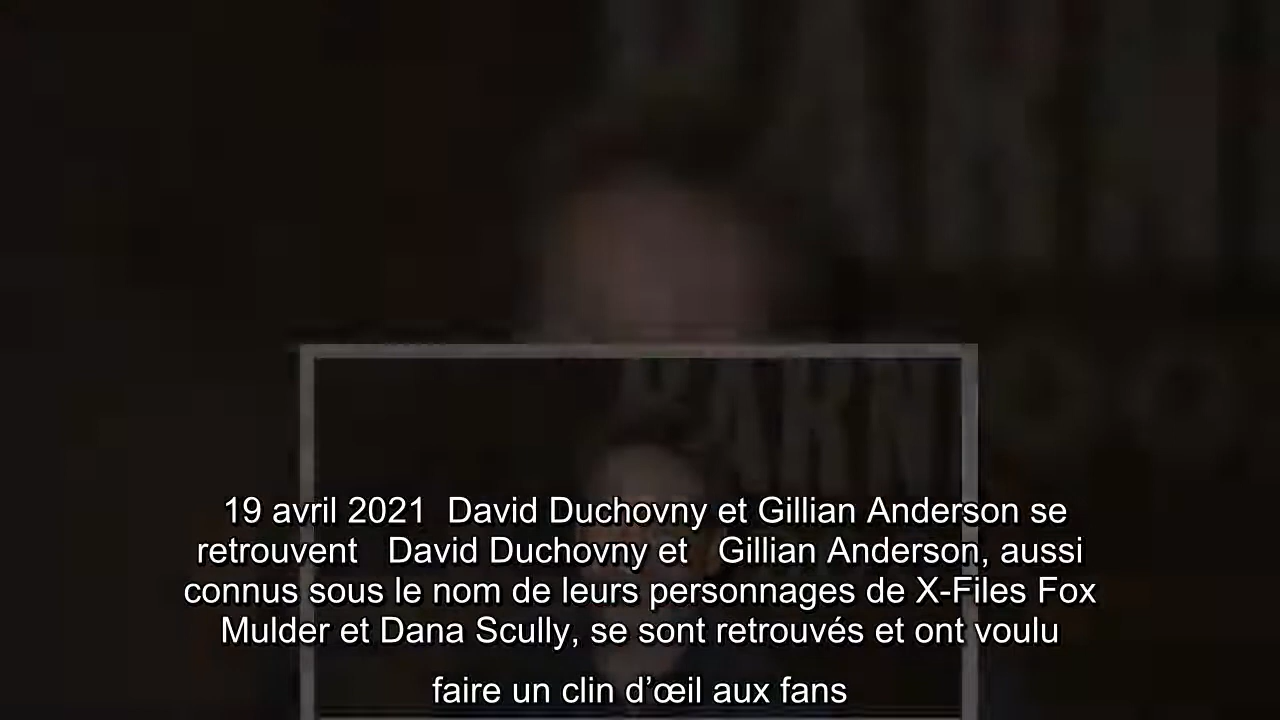 19 avril 2021  David Duchovny et Gillian Anderson se
retrouvent   David Duchovny et   Gillian Anderson, aussi
connus sous le nom de leurs personnages de X-Files Fox
Mulder et Dana Scully, se sont retrouvés et ont voulu
faire un clin d’œil aux fans